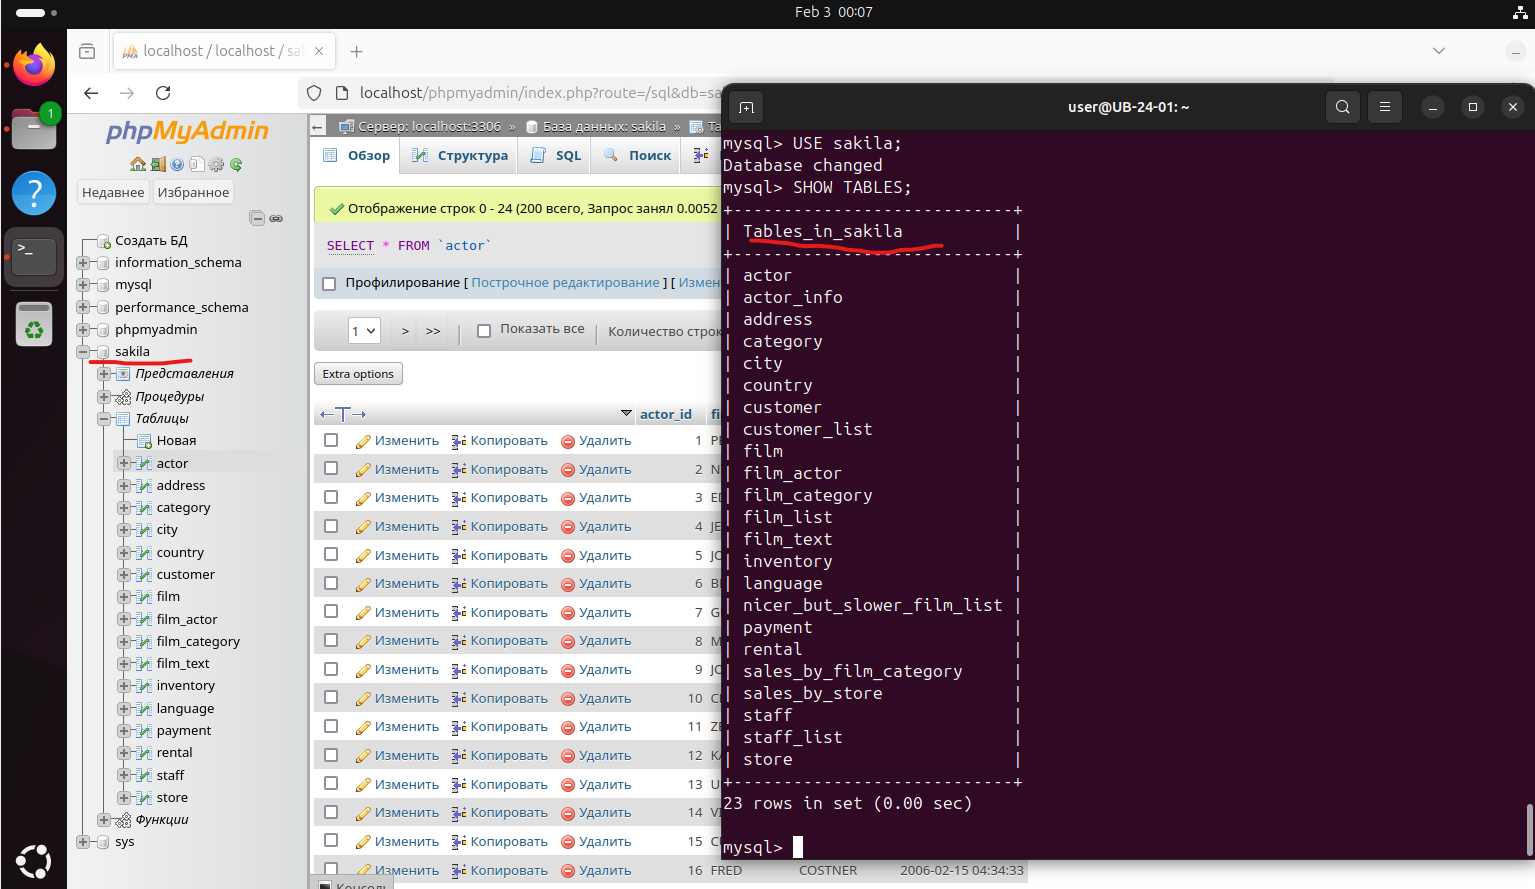 Feb 3 00:07
localhost / localhost / sa
localhost/phpmyadmin/index.php?route=/sql&db=sa
1
phpMyAdmin
Недавнее Избранное
Создать БД
information_schema
mysql
performance_schema
phpmyadmin
sakila
Представления
Процедуры
Таблицы
Новая
actor
address
category
city
country
customer
film
film_actor
film_category
film_text
inventory
language
payment
rental
staff
store
Функции
sys
Сервер: localhost:3306 » База данных: sakila »
Обзор Структура SQL Поиск
Отображение строк 0 - 24 (200 всего, Запрос занял 0.0052
SELECT * FROM `actor`
Профилирование [ Построчное редактирование ] [ Измен
1 > >> Показать все Количество строк
Extra options
actor_id
Изменить Копировать Удалить 1
Изменить Копировать Удалить 2
Изменить Копировать Удалить 3
Изменить Копировать Удалить 4
Изменить Копировать Удалить 5
Изменить Копировать Удалить 6
Изменить Копировать Удалить 7
Изменить Копировать Удалить 8
Изменить Копировать Удалить 9
Изменить Копировать Удалить 10
Изменить Копировать Удалить 11
Изменить Копировать Удалить 12
Изменить Копировать Удалить 13
Изменить Копировать Удалить 14
Изменить Копировать Удалить 15
Изменить Копировать Удалить 16 FRED COSTNER 2006-02-15 04:34:33
Консоль
user@UB-24-01: ~
mysql> USE sakila;
Database changed
mysql> SHOW TABLES;
+----------------------------+
| Tables_in_sakila |
+----------------------------+
| actor |
| actor_info |
| address |
| category |
| city |
| country |
| customer |
| customer_list |
| film |
| film_actor |
| film_category |
| film_list |
| film_text |
| inventory |
| language |
| nicer_but_slower_film_list |
| payment |
| rental |
| sales_by_film_category |
| sales_by_store |
| staff |
| staff_list |
| store |
+----------------------------+
23 rows in set (0.00 sec)
mysql>